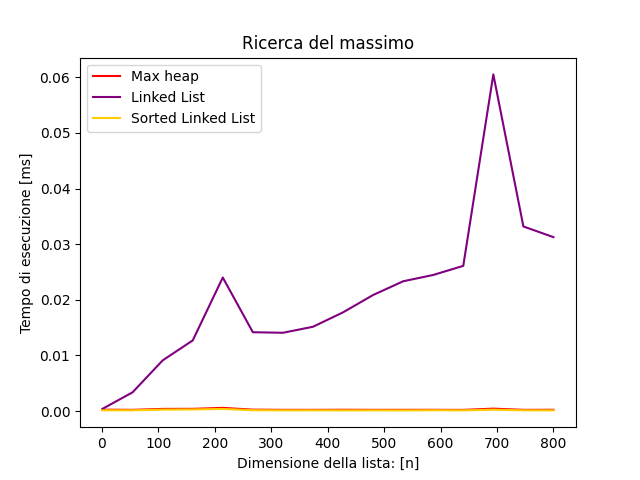 Ricerca del massimo
Max heap
Linked List
Sorted Linked List
Tempo di esecuzione [ms]
0.06
0.05
0.04
0.03
0.02
0.01
0.00
0 100 200 300 400 500 600 700 800
Dimensione della lista: [n]